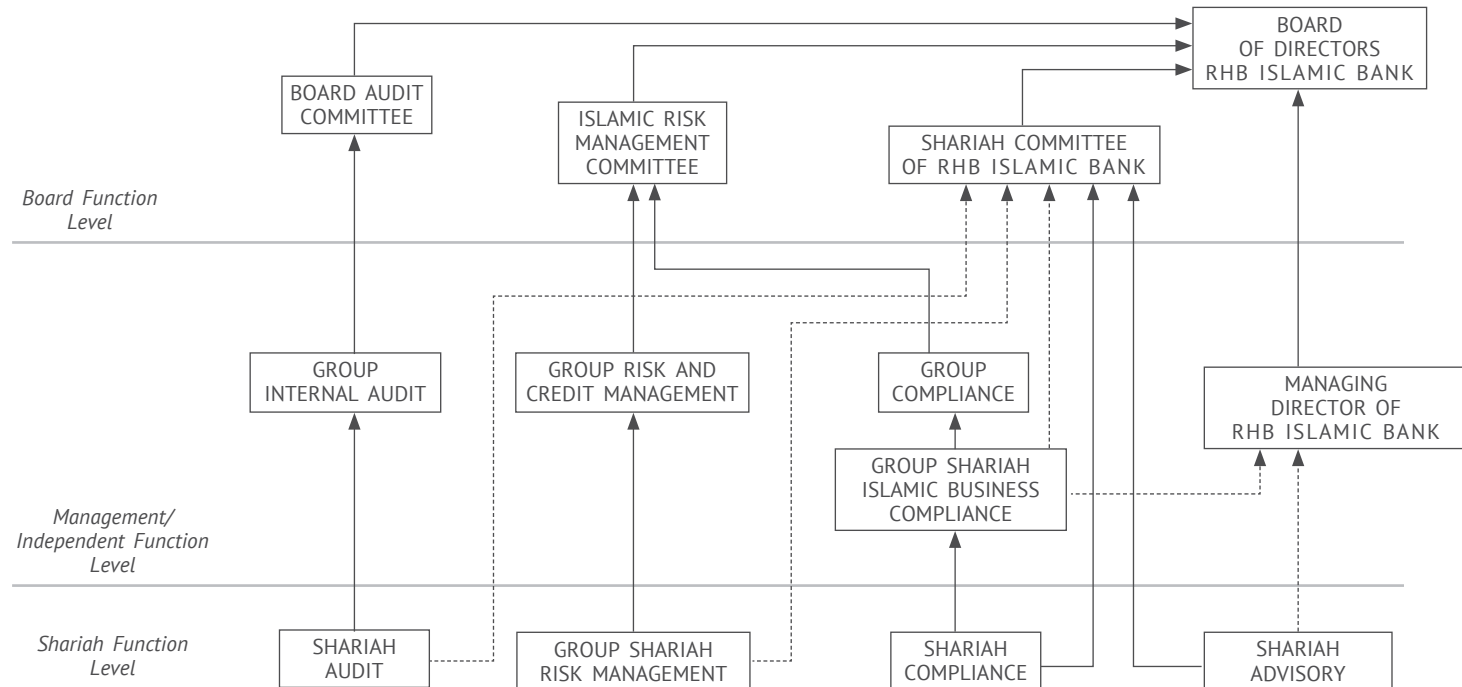 BOARD
OF DIRECTORS
RHB ISLAMIC BANK
BOARD AUDIT
COMMITTEE
ISLAMIC RISK
MANAGEMENT
COMMITTEE
SHARIAH COMMITTEE
OF RHB ISLAMIC BANK
Board Function
Level
GROUP
INTERNAL AUDIT
GROUP RISK AND
CREDIT MANAGEMENT
GROUP
COMPLIANCE
MANAGING
DIRECTOR OF
RHB ISLAMIC BANK
GROUP SHARIAH
ISLAMIC BUSINESS
COMPLIANCE
Management/
Independent Function
Level
Shariah Function
Level
SHARIAH
AUDIT
GROUP SHARIAH
RISK MANAGEMENT
SHARIAH
COMPLIANCE
SHARIAH
ADVISORY